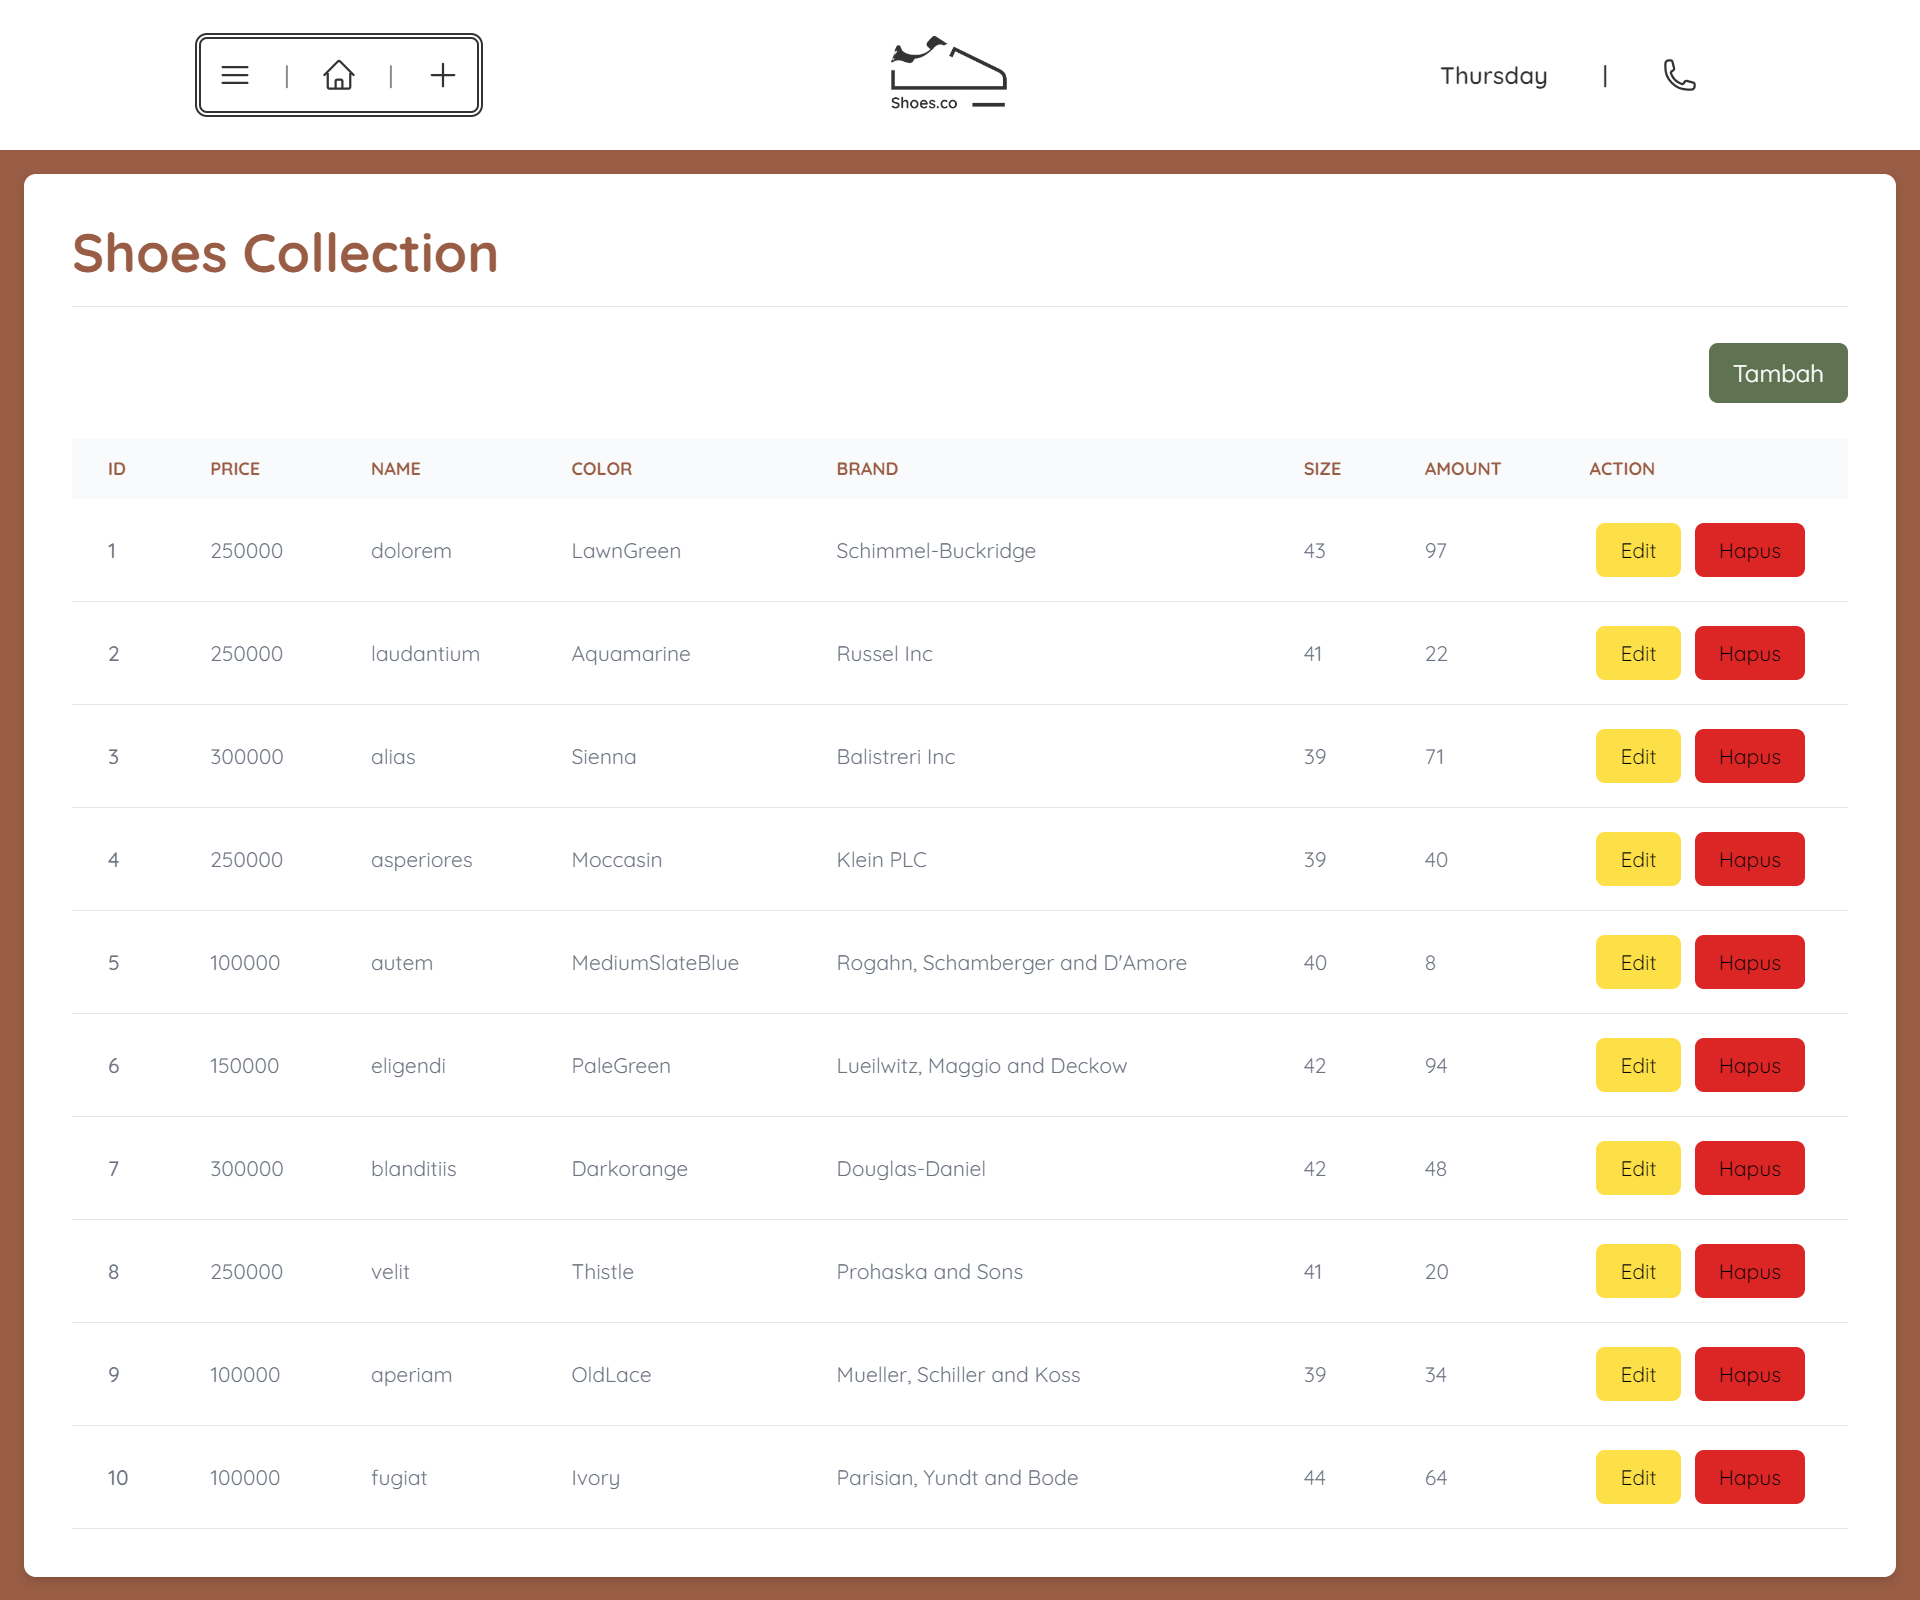 | | Shoes.co Thursday |
Shoes Collection
Tambah
ID PRICE NAME COLOR BRAND SIZE AMOUNT ACTION
1 250000 dolorem LawnGreen Schimmel-Buckridge 43 97 Edit Hapus
2 250000 laudantium Aquamarine Russel Inc 41 22 Edit Hapus
3 300000 alias Sienna Balistreri Inc 39 71 Edit Hapus
4 250000 asperiores Moccasin Klein PLC 39 40 Edit Hapus
5 100000 autem MediumSlateBlue Rogahn, Schamberger and D'Amore 40 8 Edit Hapus
6 150000 eligendi PaleGreen Lueilwitz, Maggio and Deckow 42 94 Edit Hapus
7 300000 blanditiis Darkorange Douglas-Daniel 42 48 Edit Hapus
8 250000 velit Thistle Prohaska and Sons 41 20 Edit Hapus
9 100000 aperiam OldLace Mueller, Schiller and Koss 39 34 Edit Hapus
10 100000 fugiat Ivory Parisian, Yundt and Bode 44 64 Edit Hapus